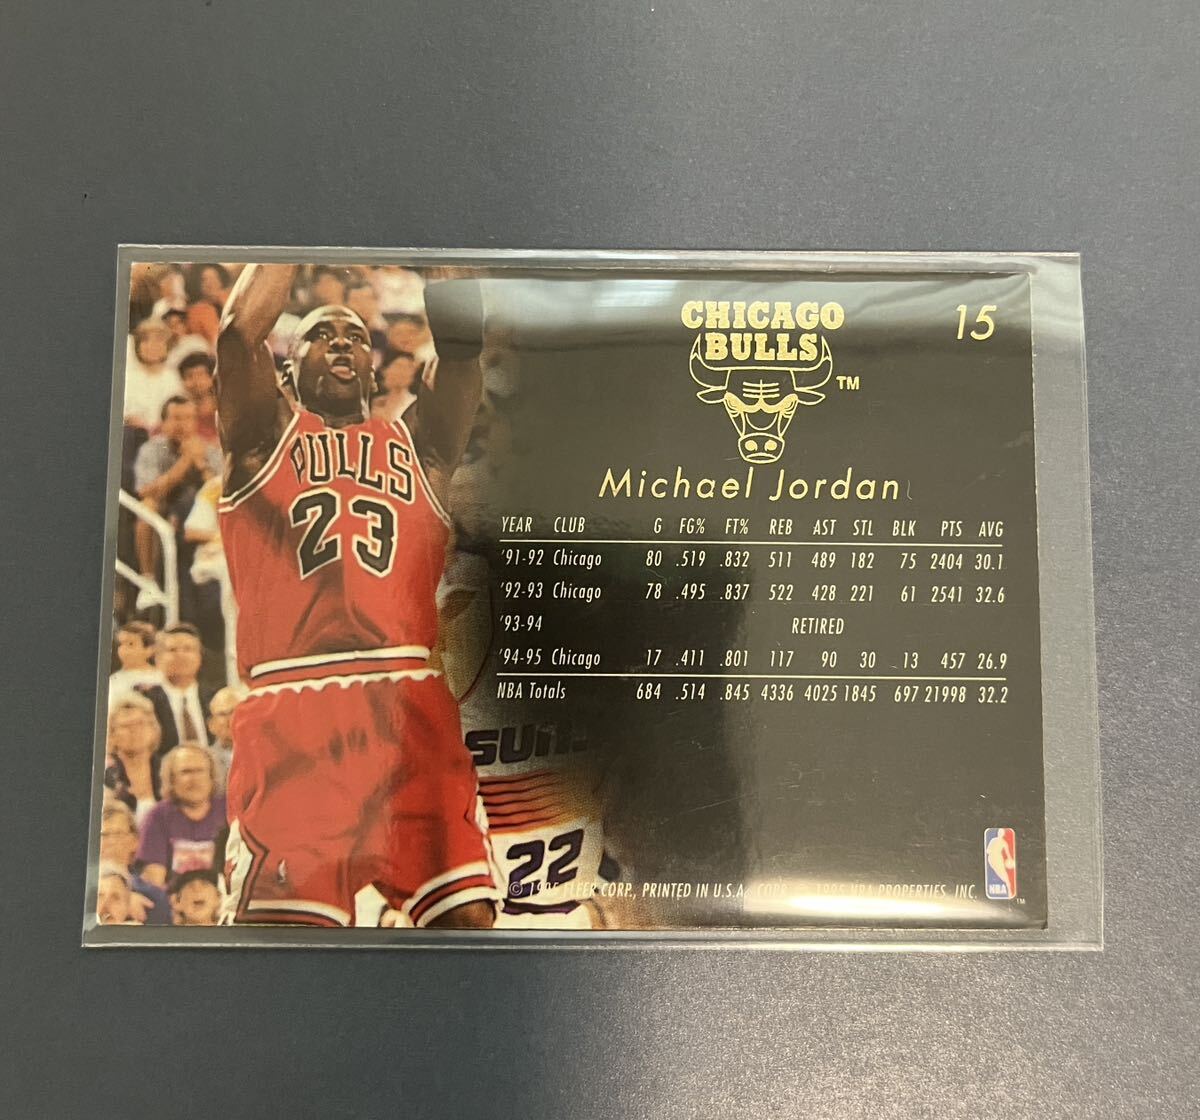 CHICAGO
BULLS
TM
15
Michael Jordan
YEAR CLUB G FG% FT% REB AST STL BLK PTS AVG
'91-92 Chicago 80 .519 .832 511 489 182 75 2404 30.1
'92-93 Chicago 78 .495 .837 522 428 221 61 2541 32.6
'93-94 RETIRED
'94-95 Chicago 17 .411 .801 117 90 30 13 457 26.9
NBA Totals 684 .514 .845 4336 4025 1845 697 21998 32.2
BULLS
23
SUN
22
© 1995 FLEER CORP., PRINTED IN U.S.A. CORP. © 1995 NBA PROPERTIES, INC.
NBA
TM